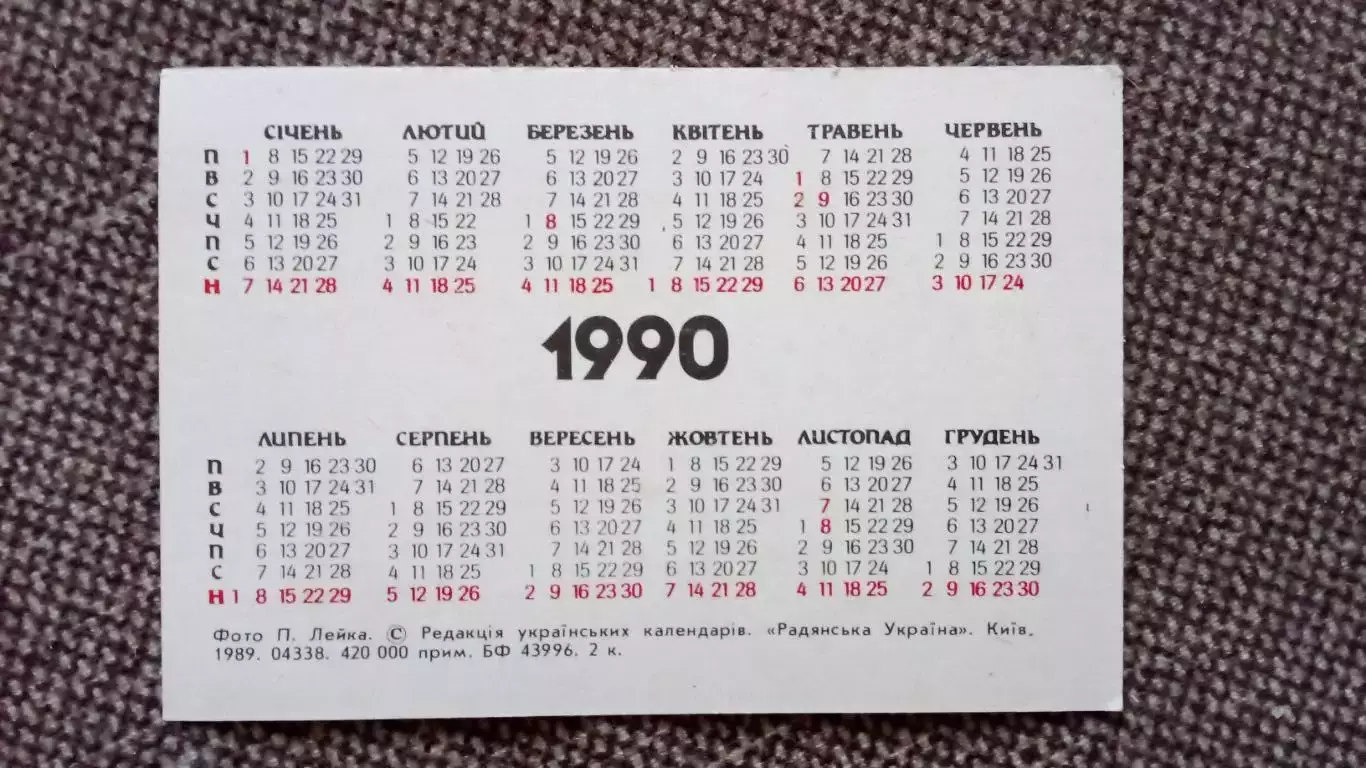 СІЧЕНЬ ЛЮТИЙ БЕРЕЗЕНЬ КВІТЕНЬ ТРАВЕНЬ ЧЕРВЕНЬ
П 1 8 15 22 29 5 12 19 26 5 12 19 26 2 9 16 23 30 7 14 21 28 4 11 18 25
В 2 9 16 23 30 6 13 20 27 6 13 20 27 3 10 17 24 1 8 15 22 29 5 12 19 26
С 3 10 17 24 31 7 14 21 28 7 14 21 28 4 11 18 25 2 9 16 23 30 6 13 20 27
Ч 4 11 18 25 1 8 15 22 1 8 15 22 29 5 12 19 26 3 10 17 24 31 7 14 21 28
П 5 12 19 26 2 9 16 23 2 9 16 23 30 6 13 20 27 4 11 18 25 1 8 15 22 29
С 6 13 20 27 3 10 17 24 3 10 17 24 31 7 14 21 28 5 12 19 26 2 9 16 23 30
Н 7 14 21 28 4 11 18 25 4 11 18 25 1 8 15 22 29 6 13 20 27 3 10 17 24
1990
ЛИПЕНЬ СЕРПЕНЬ ВЕРЕСЕНЬ ЖОВТЕНЬ ЛИСТОПАД ГРУДЕНЬ
П 2 9 16 23 30 6 13 20 27 3 10 17 24 1 8 15 22 29 5 12 19 26 3 10 17 24 31
В 3 10 17 24 31 7 14 21 28 4 11 18 25 2 9 16 23 30 6 13 20 27 4 11 18 25
С 4 11 18 25 1 8 15 22 29 5 12 19 26 3 10 17 24 31 7 14 21 28 5 12 19 26
Ч 5 12 19 26 2 9 16 23 30 6 13 20 27 4 11 18 25 1 8 15 22 29 6 13 20 27
П 6 13 20 27 3 10 17 24 31 7 14 21 28 5 12 19 26 2 9 16 23 30 7 14 21 28
С 7 14 21 28 4 11 18 25 1 8 15 22 29 6 13 20 27 3 10 17 24 1 8 15 22 29
Н 1 8 15 22 29 5 12 19 26 2 9 16 23 30 7 14 21 28 4 11 18 25 2 9 16 23 30
Фото П. Лейка. © Редакція українських календарів. «Радянська Україна». Київ.
1989. 04338. 420 000 прим. БФ 43996. 2 к.